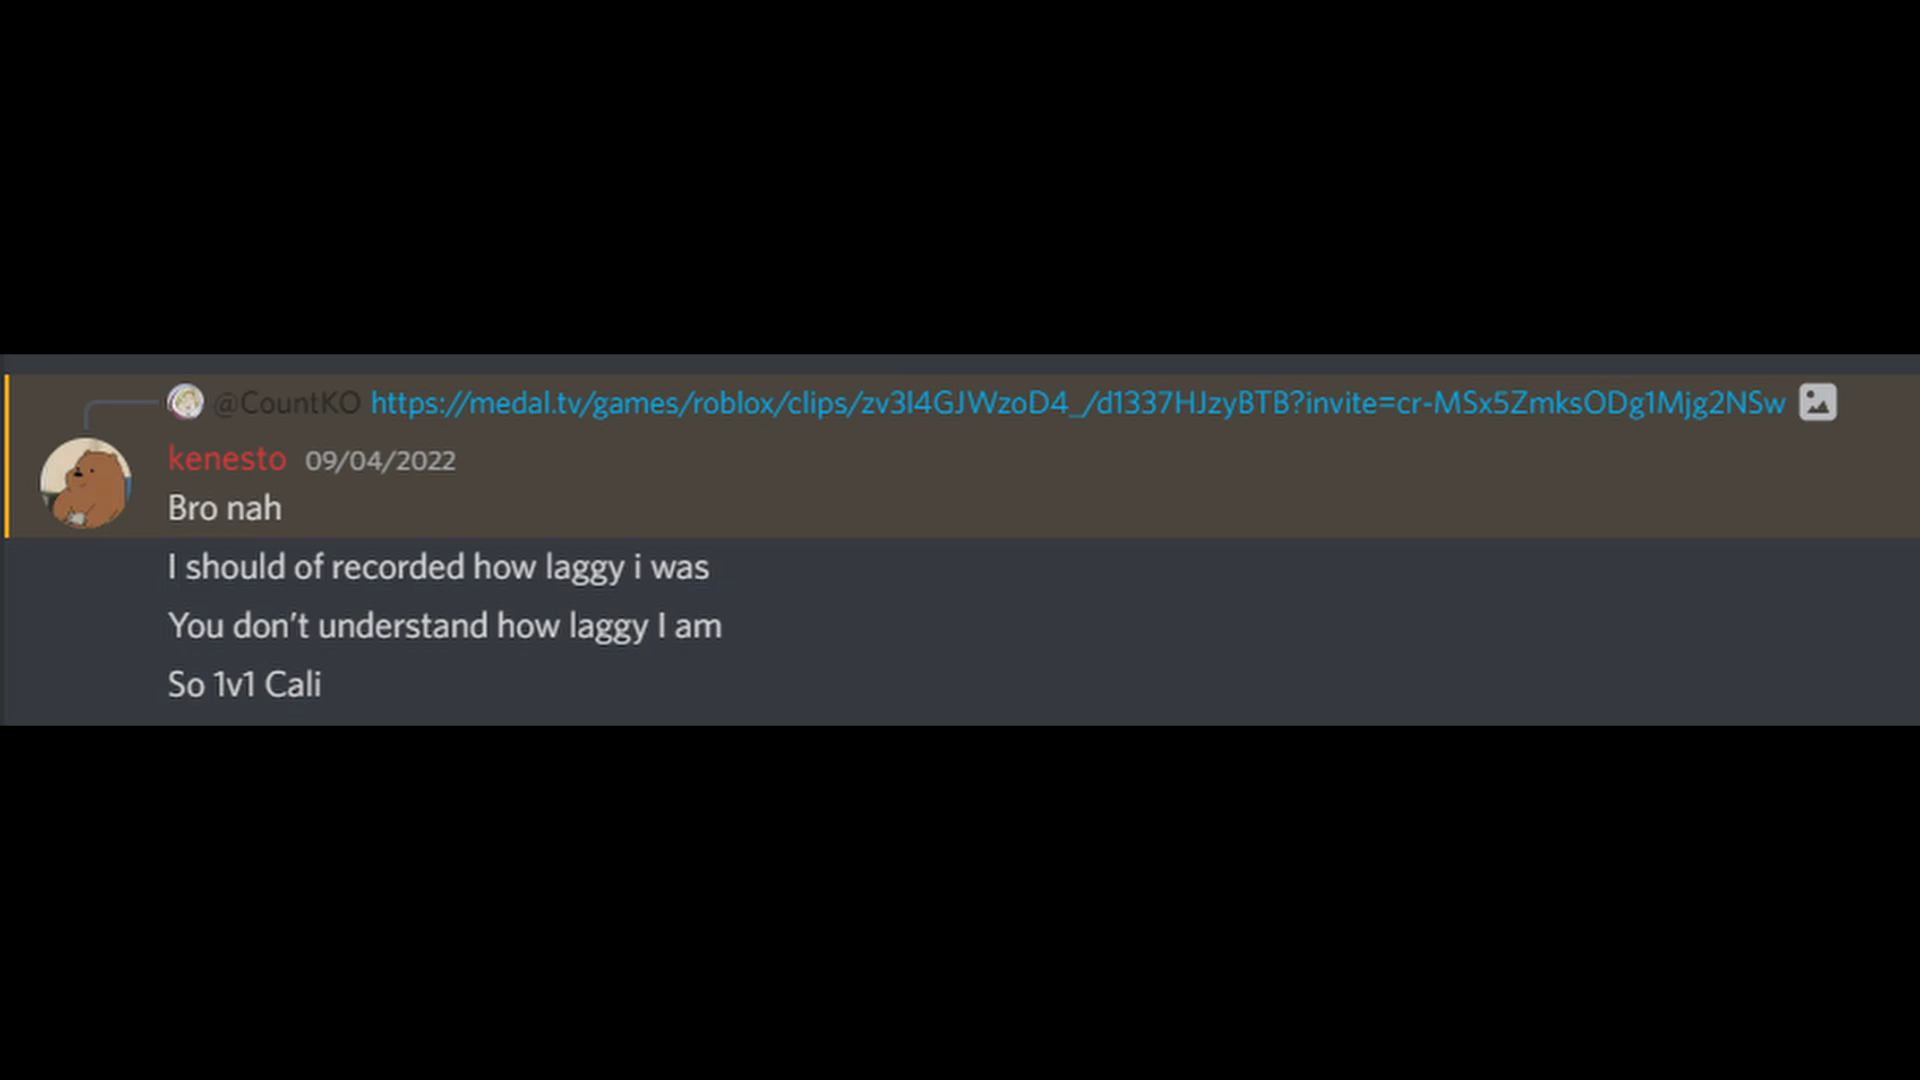 @CountKO https://medal.tv/games/roblox/clips/zv3l4GJWzoD4_/d1337HJzyBTB?invite=cr-MSx5ZmksODg1Mjg2NSw
kenesto 09/04/2022
Bro nah
I should of recorded how laggy i was
You don't understand how laggy I am
So 1v1 Cali